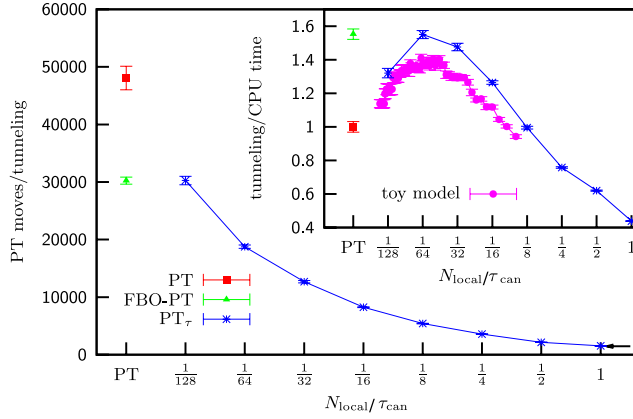 60000
50000
40000
30000
20000
10000
0
PT moves/tunneling
PT
FBO-PT
PT_τ
PT 1/128 1/64 1/32 1/16 1/8 1/4 1/2 1
N_local/τ_can
1.6
1.4
1.2
1
0.8
0.6
0.4
tunneling/CPU time
toy model
PT 1/128 1/64 1/32 1/16 1/8 1/4 1/2 1
N_local/τ_can